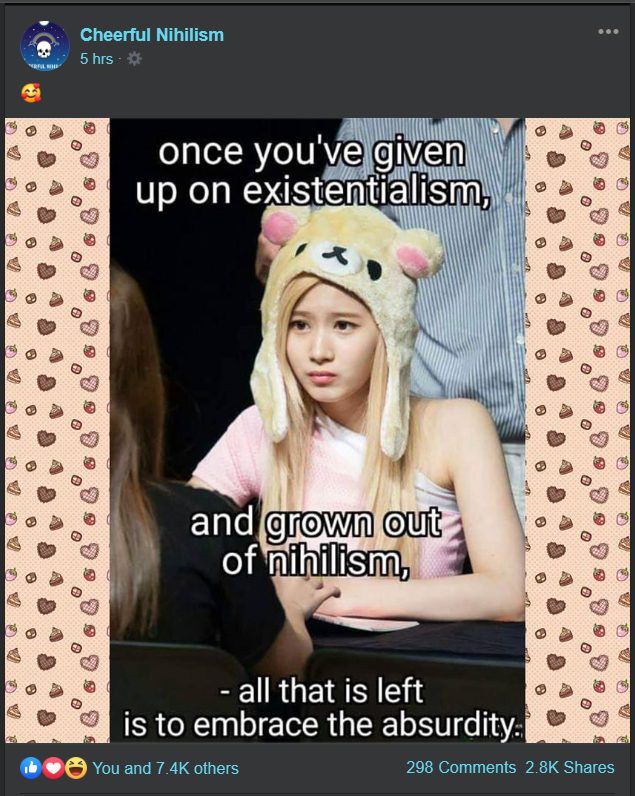 Cheerful Nihilism
5 hrs ·
🥰
once you've given
up on existentialism,
and grown out
of nihilism,
- all that is left
is to embrace the absurdity.
You and 7.4K others
298 Comments 2.8K Shares